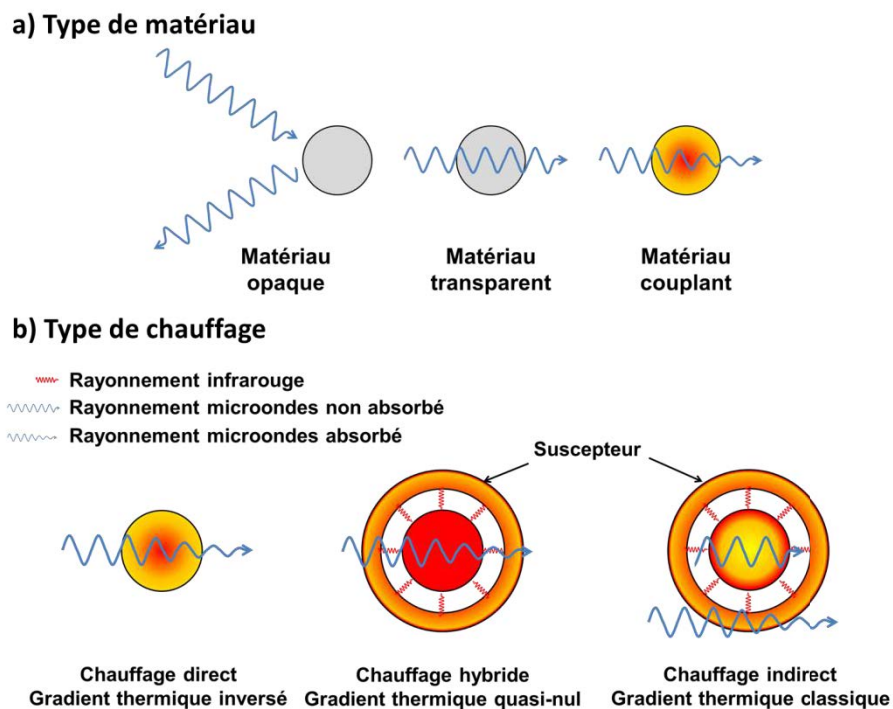 a) Type de matériau
Matériau
opaque
Matériau
transparent
Matériau
couplant
b) Type de chauffage
Rayonnement infrarouge
Rayonnement microondes non absorbé
Rayonnement microondes absorbé
Suscepteur
Chauffage direct
Gradient thermique inversé
Chauffage hybride
Gradient thermique quasi-nul
Chauffage indirect
Gradient thermique classique